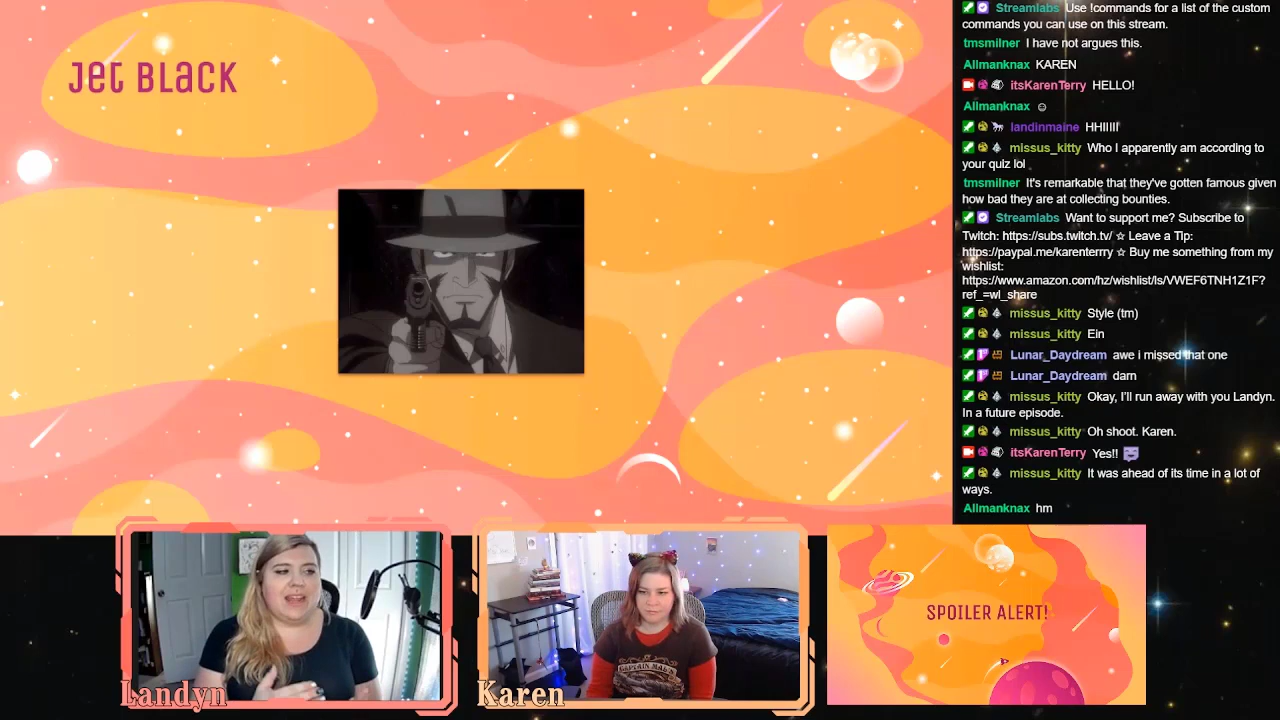 Jet Black
Streamlabs Use !commands for a list of the custom
commands you can use on this stream.
tmsmilner I have not argues this.
Allmanknax KAREN
itsKarenTerry HELLO!
Allmanknax ☺
landinmaine HHIIIII
missus_kitty Who I apparently am according to
your quiz lol
tmsmilner It's remarkable that they've gotten famous given
how bad they are at collecting bounties.
Streamlabs Want to support me? Subscribe to
Twitch: https://subs.twitch.tv/ ☆ Leave a Tip:
https://paypal.me/karenterrry ☆ Buy me something from my
wishlist:
https://www.amazon.com/hz/wishlist/ls/VWEF6TNH1Z1F?
ref_=wl_share
missus_kitty Style (tm)
missus_kitty Ein
Lunar_Daydream awe i missed that one
Lunar_Daydream darn
missus_kitty Okay, I'll run away with you Landyn.
In a future episode.
missus_kitty Oh shoot. Karen.
itsKarenTerry Yes!!
missus_kitty It was ahead of its time in a lot of
ways.
Allmanknax hm
SPOILER ALERT!
CAPTAIN MAL'S
Landyn
Karen